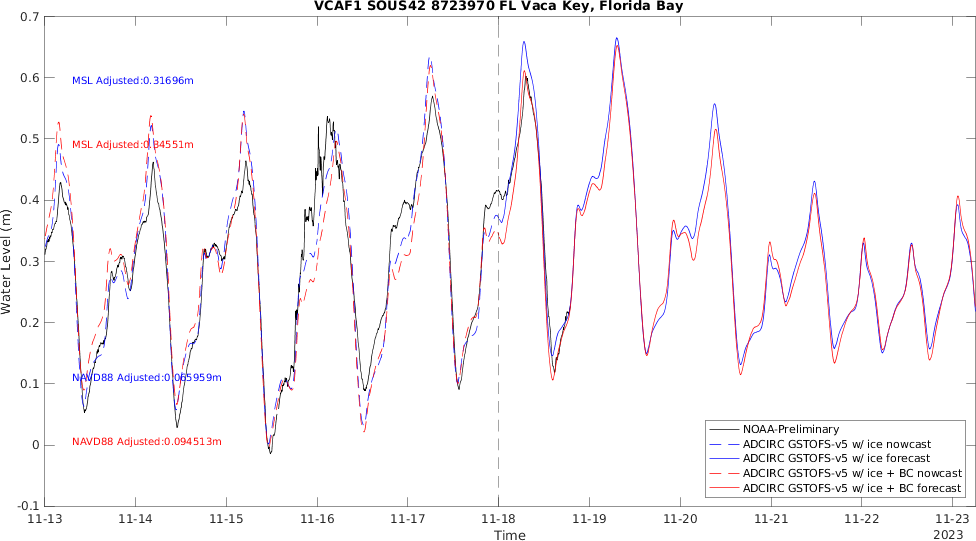 VCAF1 SOUS42 8723970 FL Vaca Key, Florida Bay
0.7
0.6
0.5
0.4
0.3
0.2
0.1
0
-0.1
Water Level (m)
MSL Adjusted:0.31696m
MSL Adjusted:0.34551m
NAVD88 Adjusted:0.065959m
NAVD88 Adjusted:0.094513m
NOAA-Preliminary
ADCIRC GSTOFS-v5 w/ ice nowcast
ADCIRC GSTOFS-v5 w/ ice forecast
ADCIRC GSTOFS-v5 w/ ice + BC nowcast
ADCIRC GSTOFS-v5 w/ ice + BC forecast
11-13 11-14 11-15 11-16 11-17 11-18 11-19 11-20 11-21 11-22 11-23
2023
Time